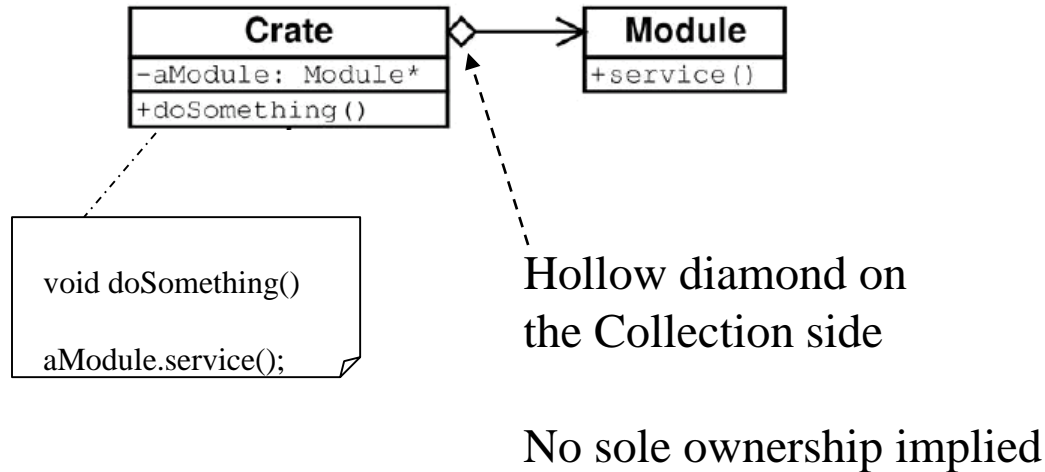 Crate
-aModule: Module*
+doSomething()
Module
+service()
void doSomething()
aModule.service();
Hollow diamond on
the Collection side
No sole ownership implied